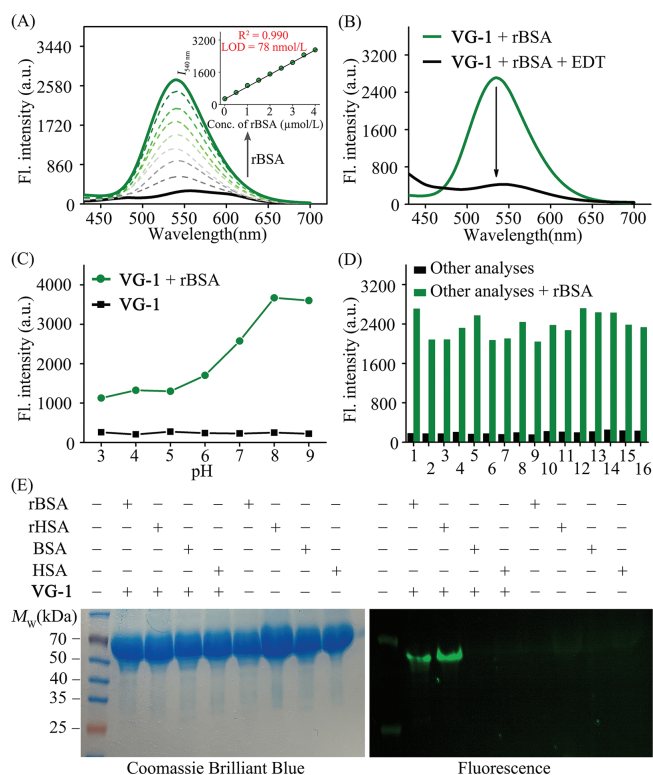 (A)
Fl. intensity (a.u.)
3440
2580
1720
860
0
450 500 550 600 650 700
Wavelength(nm)
I540 nm
3200
1600
0
R² = 0.990
LOD = 78 nmol/L
0 1 2 3 4
Conc. of rBSA (μmol/L)
rBSA
(B)
VG-1 + rBSA
VG-1 + rBSA + EDT
Fl. intensity (a.u.)
3200
2400
1600
800
0
450 500 550 600 650 700
Wavelength(nm)
(C)
VG-1 + rBSA
VG-1
Fl. intensity (a.u.)
4000
3000
2000
1000
0
3 4 5 6 7 8 9
pH
(D)
Other analyses
Other analyses + rBSA
Fl. intensity (a.u.)
3200
2400
1600
800
0
1 2 3 4 5 6 7 8 9 10 11 12 13 14 15 16
(E)
rBSA − + − − − + − − − − + − − − + − − −
rHSA − − + − − − + − − − − + − − − + − −
BSA − − − + − − − + − − − − + − − − + −
HSA − − − − + − − − + − − − − + − − − +
VG-1 − + + + + − − − − − + + + + − − − −
MW(kDa)
70
50
40
35
25
Coomassie Brilliant Blue
Fluorescence